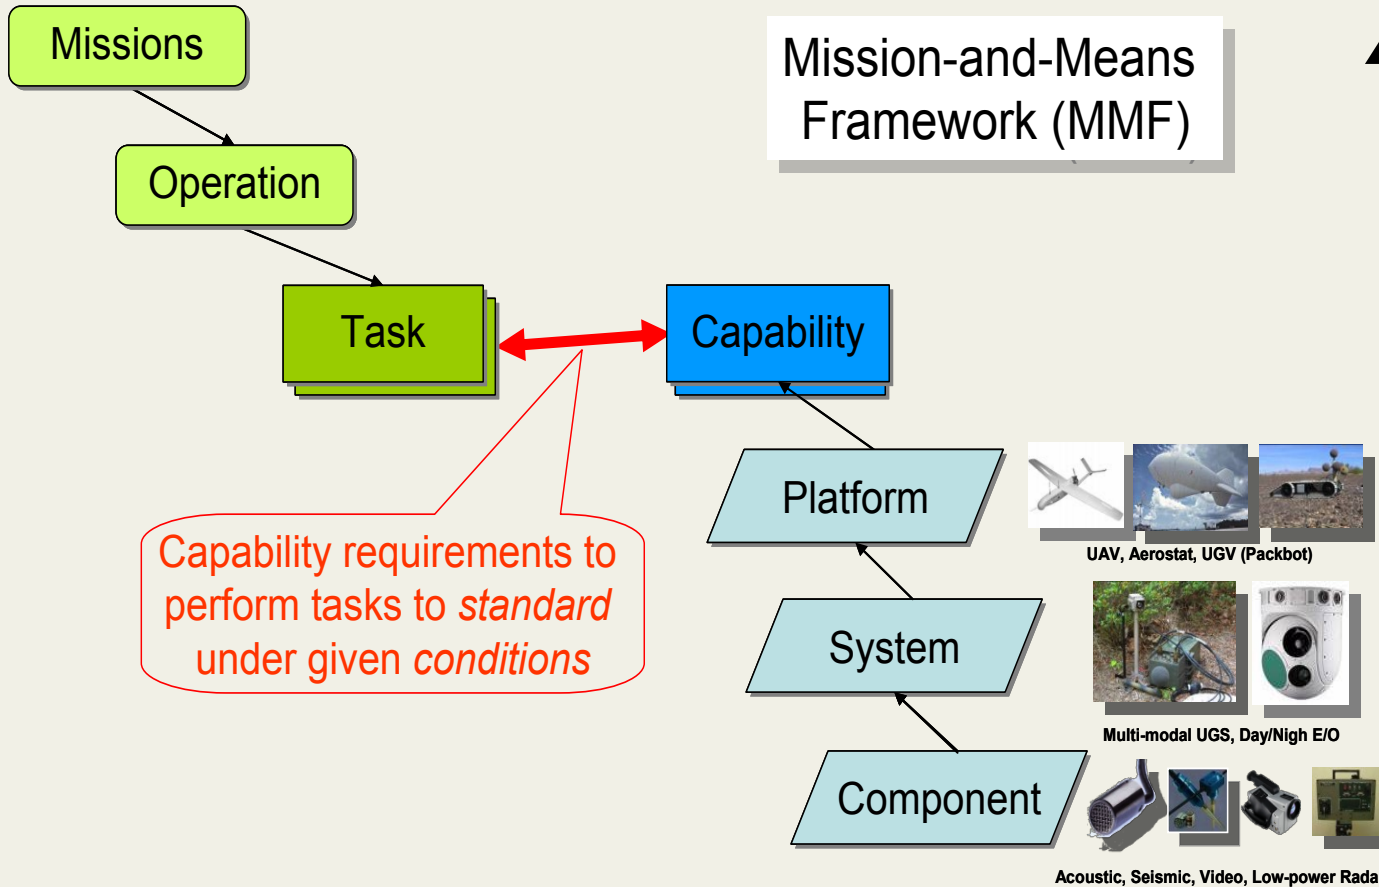 Missions
Mission-and-Means
Framework (MMF)
Operation
Task
Capability
Platform
UAV, Aerostat, UGV (Packbot)
Capability requirements to
perform tasks to standard
under given conditions
System
Multi-modal UGS, Day/Nigh E/O
Component
Acoustic, Seismic, Video, Low-power Rada